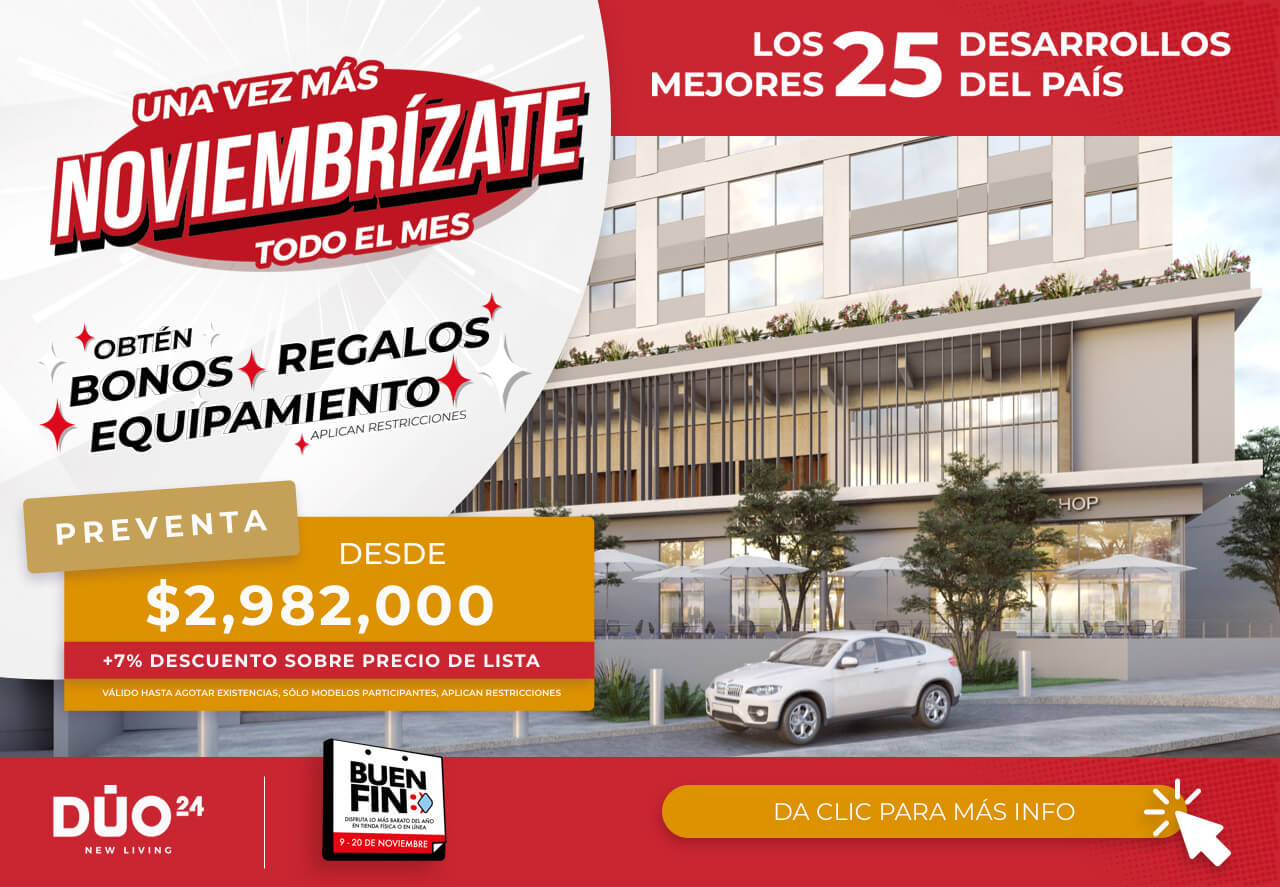 UNA VEZ MÁS
NOVIEMBRÍZATE
TODO EL MES
LOS 25 DESARROLLOS
MEJORES DEL PAÍS
OBTÉN
BONOS REGALOS
EQUIPAMIENTO
APLICAN RESTRICCIONES
PREVENTA
DESDE
$2,982,000
+7% DESCUENTO SOBRE PRECIO DE LISTA
VÁLIDO HASTA AGOTAR EXISTENCIAS, SÓLO MODELOS PARTICIPANTES, APLICAN RESTRICCIONES
SHOP
DÜO24
NEW LIVING
BUEN
FIN
DISFRUTA LO MÁS BARATO DEL AÑO
EN TIENDA FÍSICA O EN LÍNEA
9 - 20 DE NOVIEMBRE
DA CLIC PARA MÁS INFO